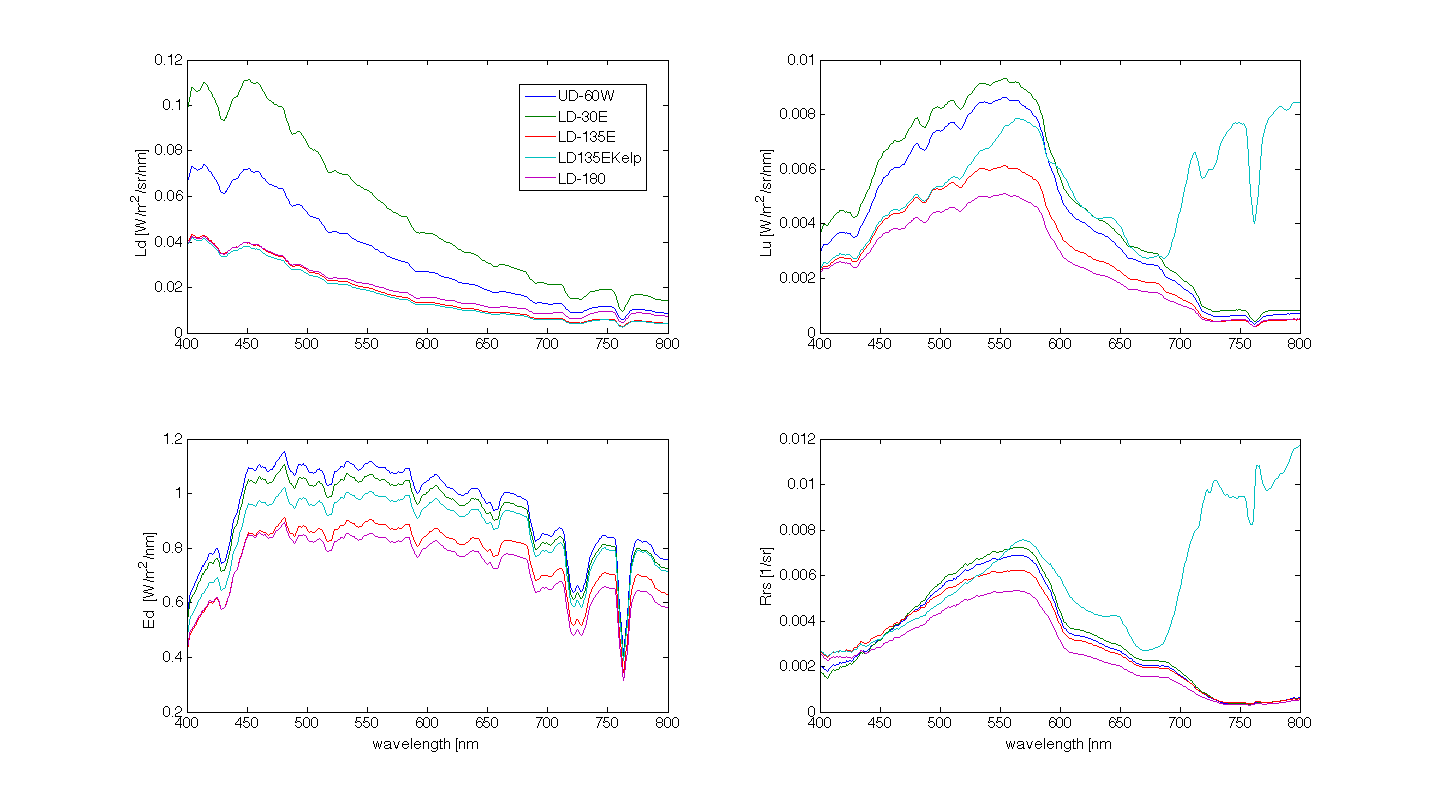 0.12
0.1
0.08
0.06
0.04
0.02
0
Ld [W/m²/sr/nm]
400 450 500 550 600 650 700 750 800
UD-60W
LD-30E
LD-135E
LD135EKelp
LD-180
0.01
0.008
0.006
0.004
0.002
0
Lu [W/m²/sr/nm]
400 450 500 550 600 650 700 750 800
1.2
1
0.8
0.6
0.4
0.2
Ed [W/m²/nm]
400 450 500 550 600 650 700 750 800
wavelength [nm
0.012
0.01
0.008
0.006
0.004
0.002
0
Rrs [1/sr]
400 450 500 550 600 650 700 750 800
wavelength [nm